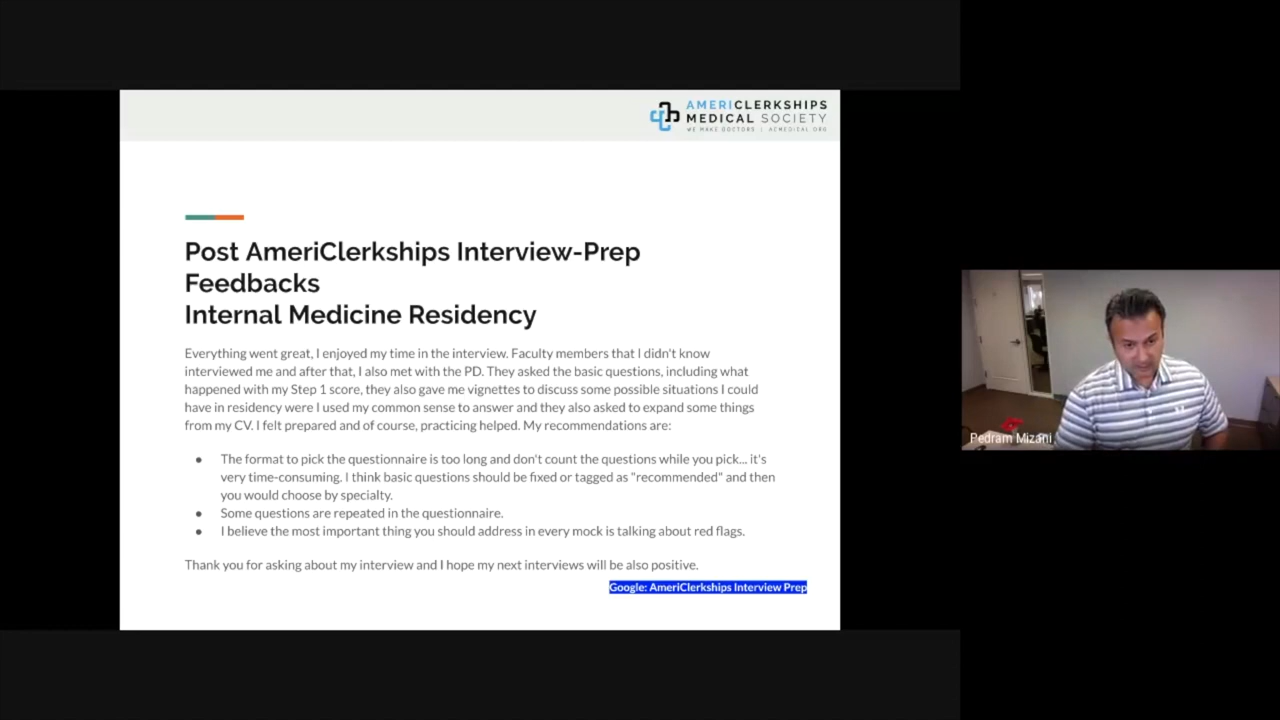 AMERICLERKSHIPS
MEDICAL SOCIETY
WE MAKE DOCTORS | ACMEDICAL.ORG
Post AmeriClerkships Interview-Prep
Feedbacks
Internal Medicine Residency
Everything went great, I enjoyed my time in the interview. Faculty members that I didn't know
interviewed me and after that, I also met with the PD. They asked the basic questions, including what
happened with my Step 1 score, they also gave me vignettes to discuss some possible situations I could
have in residency were I used my common sense to answer and they also asked to expand some things
from my CV. I felt prepared and of course, practicing helped. My recommendations are:
● The format to pick the questionnaire is too long and don't count the questions while you pick... it's
very time-consuming. I think basic questions should be fixed or tagged as "recommended" and then
you would choose by specialty.
● Some questions are repeated in the questionnaire.
● I believe the most important thing you should address in every mock is talking about red flags.
Thank you for asking about my interview and I hope my next interviews will be also positive.
Google: AmeriClerkships Interview Prep
Pedram Mizani